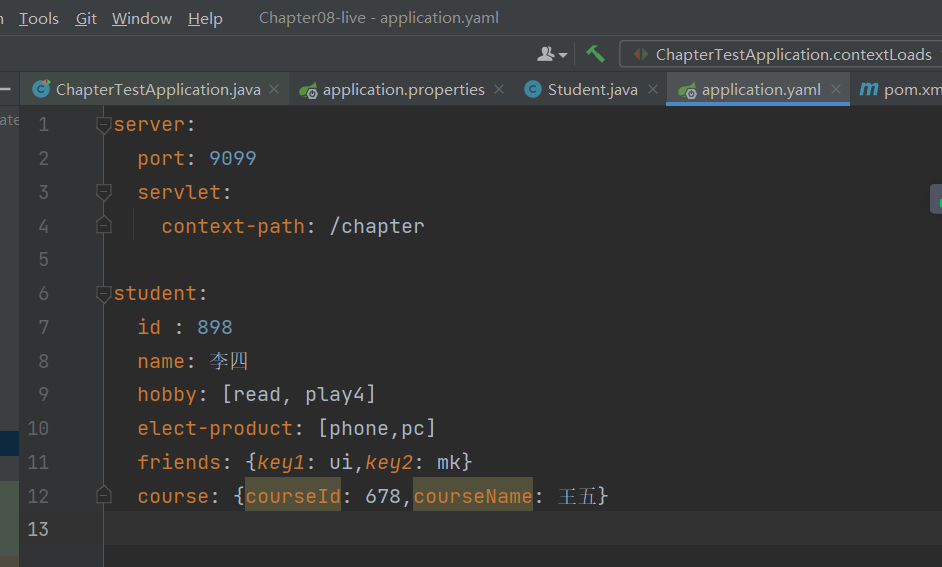 Tools Git Window Help Chapter08-live - application.yaml
ChapterTestApplication.contextLoads
ChapterTestApplication.java application.properties Student.java application.yaml pom.xm
1 server:
2 port: 9099
3 servlet:
4 context-path: /chapter
5
6 student:
7 id : 898
8 name: 李四
9 hobby: [read, play4]
10 elect-product: [phone,pc]
11 friends: {key1: ui,key2: mk}
12 course: {courseId: 678,courseName: 王五}
13